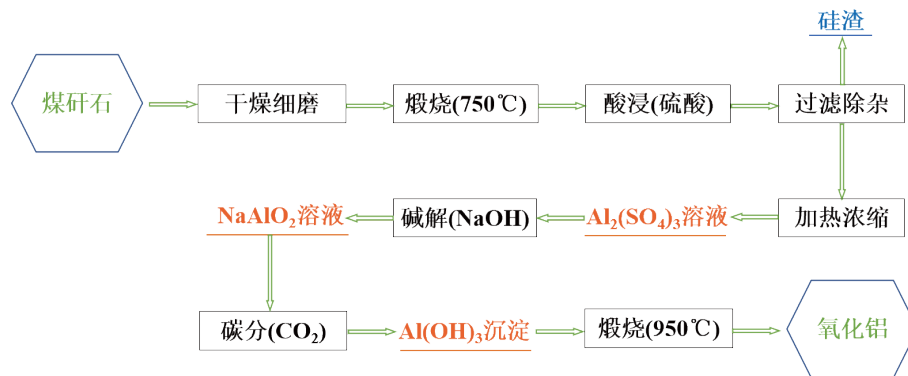 硅渣
煤矸石
干燥细磨
煅烧(750℃)
酸浸(硫酸)
过滤除杂
NaAlO₂溶液
碱解(NaOH)
Al₂(SO₄)₃溶液
加热浓缩
碳分(CO₂)
Al(OH)₃沉淀
煅烧(950℃)
氧化铝